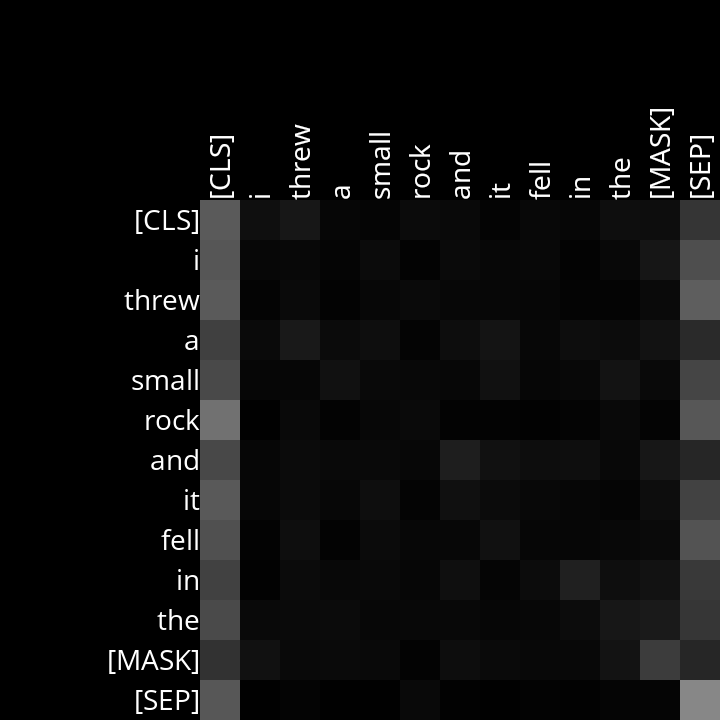 [CLS] i threw a small rock and it fell in the [MASK] [SEP]
[CLS]
i
threw
a
small
rock
and
it
fell
in
the
[MASK]
[SEP]